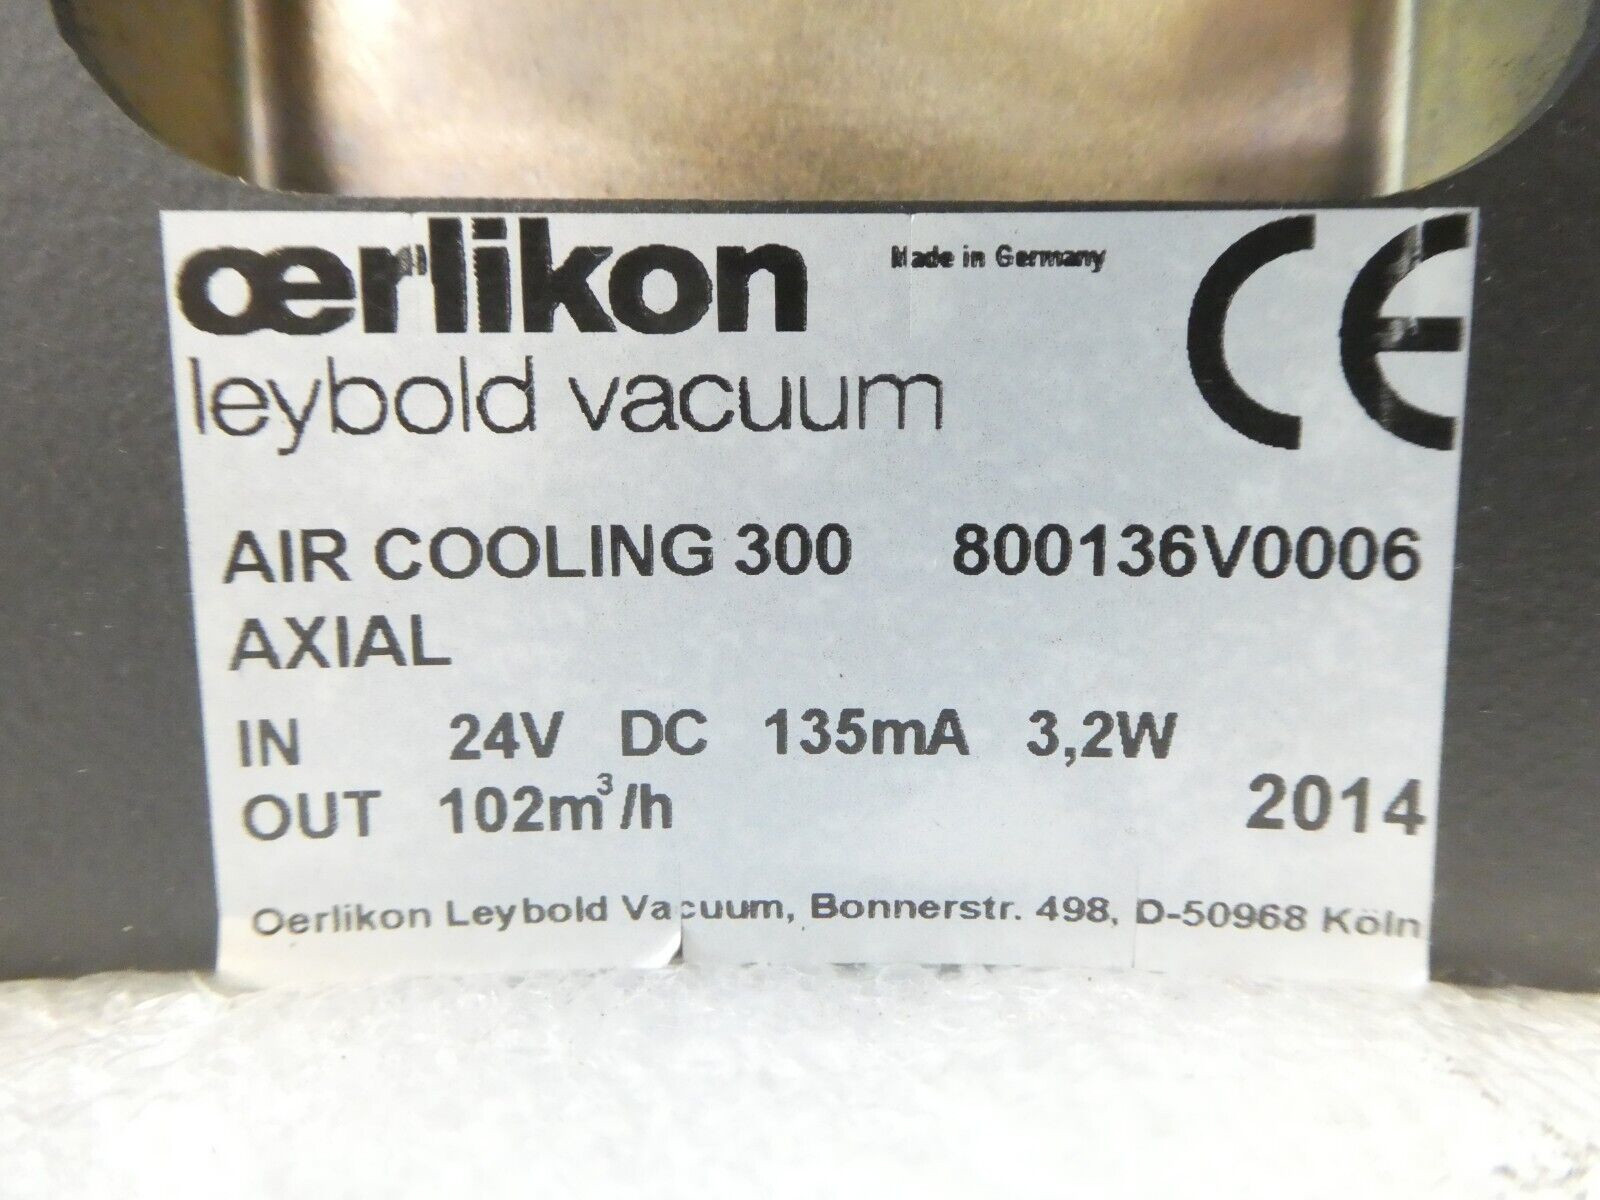 œrlikon
Made in Germany
CE
leybold vacuum
AIR COOLING 300 800136V0006
AXIAL
IN 24V DC 135mA 3,2W
OUT 102m³/h 2014
Oerlikon Leybold Vacuum, Bonnerstr. 498, D-50968 Köln